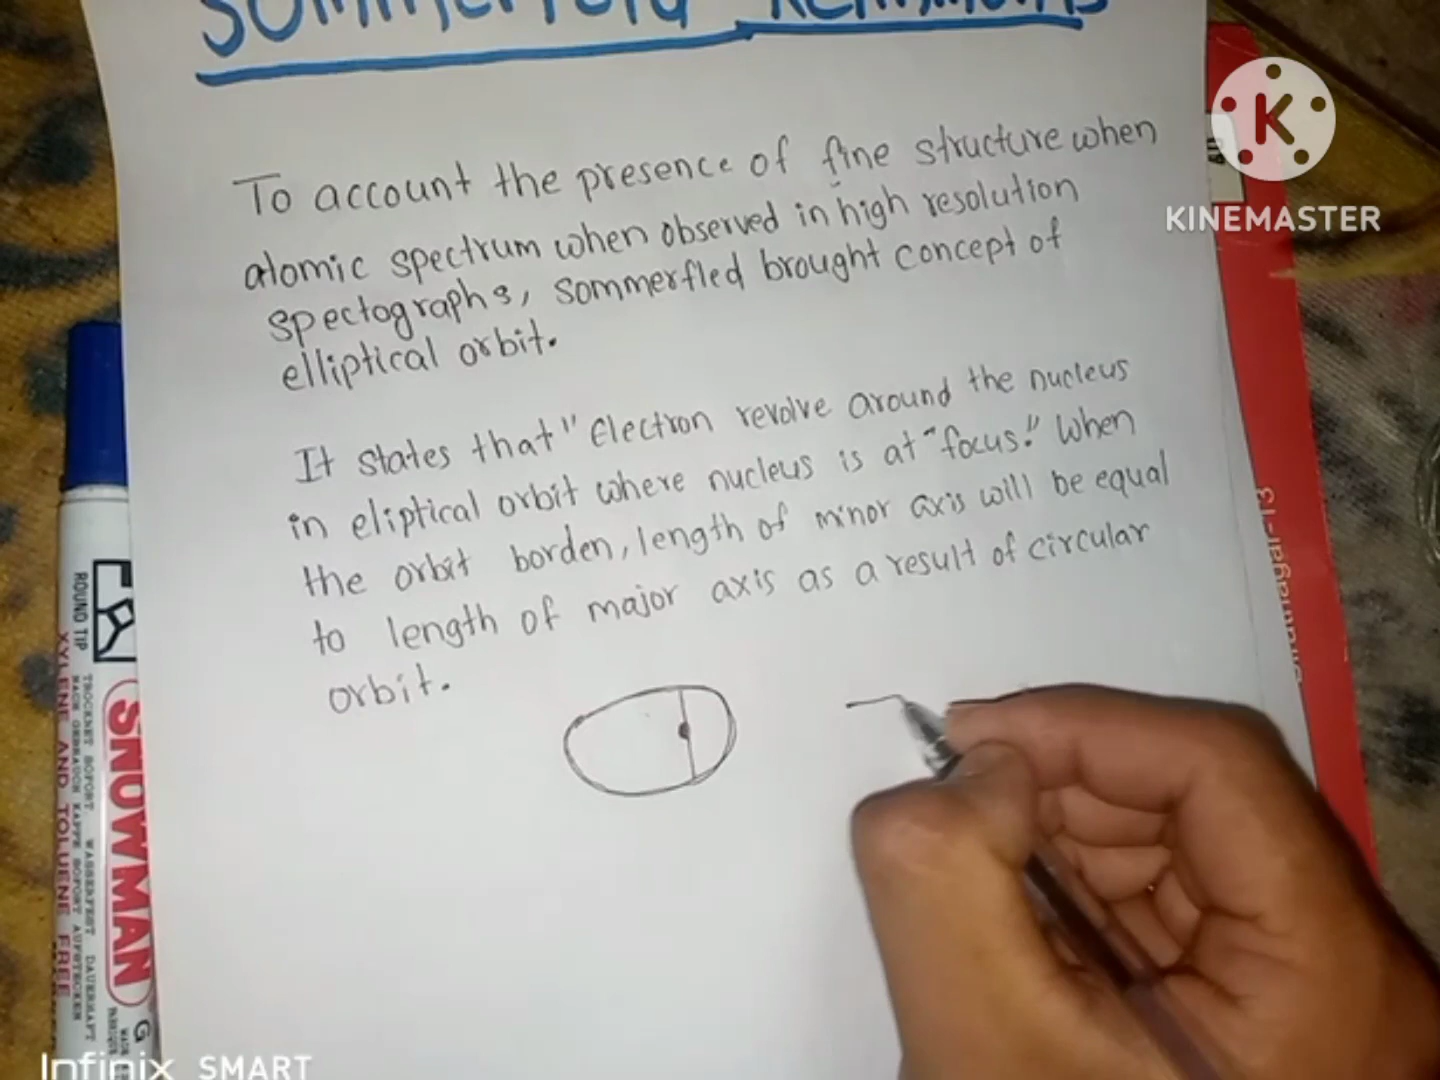 Sommerfeld
KINEMASTER
To account the presence of fine structure when
atomic spectrum when observed in high resolution
spectographs, sommerfled brought concept of
elliptical orbit.
It states that "Electron revolve around the nucleus
in eliptical orbit where nucleus is at "focus." When
the orbit borden, length of minor axis will be equal
to length of major axis as a result of circular
orbit.
ROUND TIP
XYLENE AND TOLUENE FREE
SNOWMAN
G
Infinix SMART